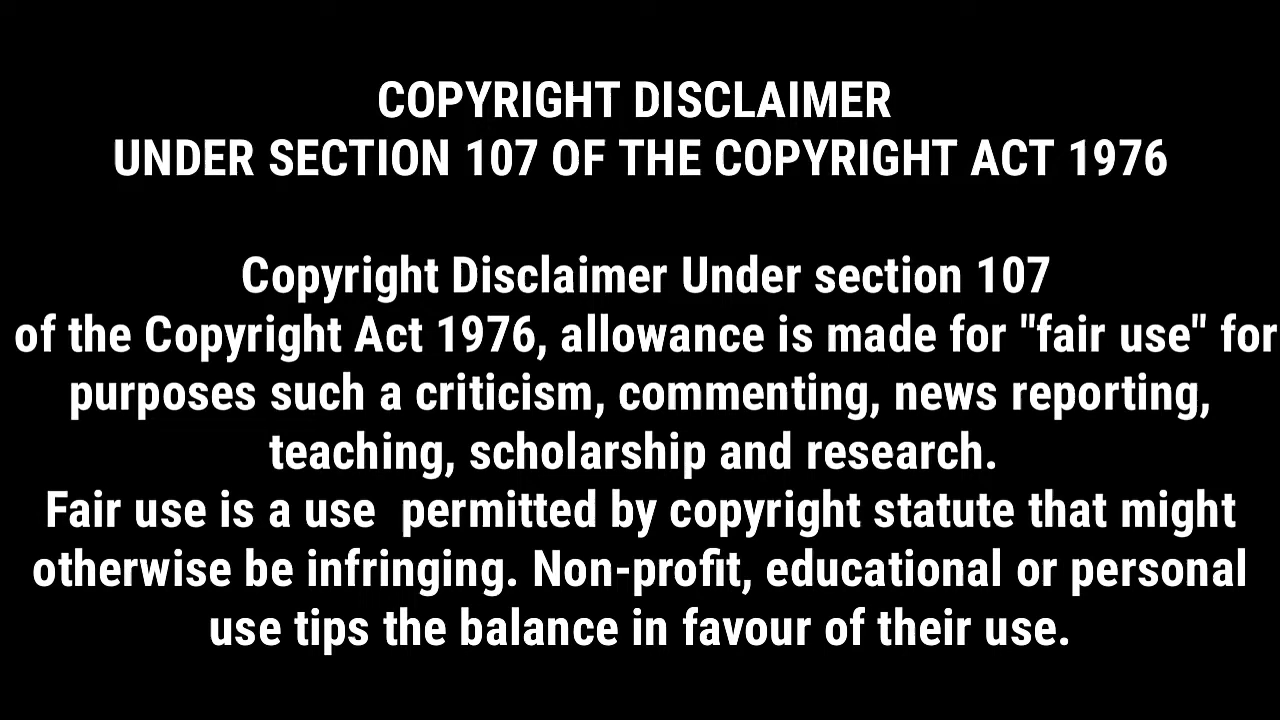 COPYRIGHT DISCLAIMER
UNDER SECTION 107 OF THE COPYRIGHT ACT 1976
Copyright Disclaimer Under section 107
of the Copyright Act 1976, allowance is made for "fair use" for
purposes such a criticism, commenting, news reporting,
teaching, scholarship and research.
Fair use is a use  permitted by copyright statute that might
otherwise be infringing. Non-profit, educational or personal
use tips the balance in favour of their use.